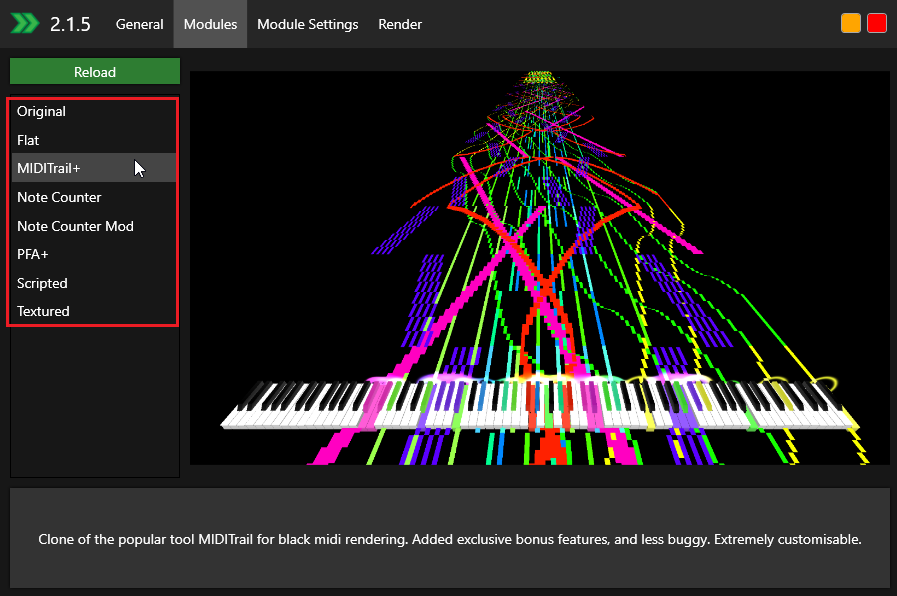 2.1.5 General Modules Module Settings Render
Reload
Original
Flat
MIDITrail+
Note Counter
Note Counter Mod
PFA+
Scripted
Textured
Clone of the popular tool MIDITrail for black midi rendering. Added exclusive bonus features, and less buggy. Extremely customisable.